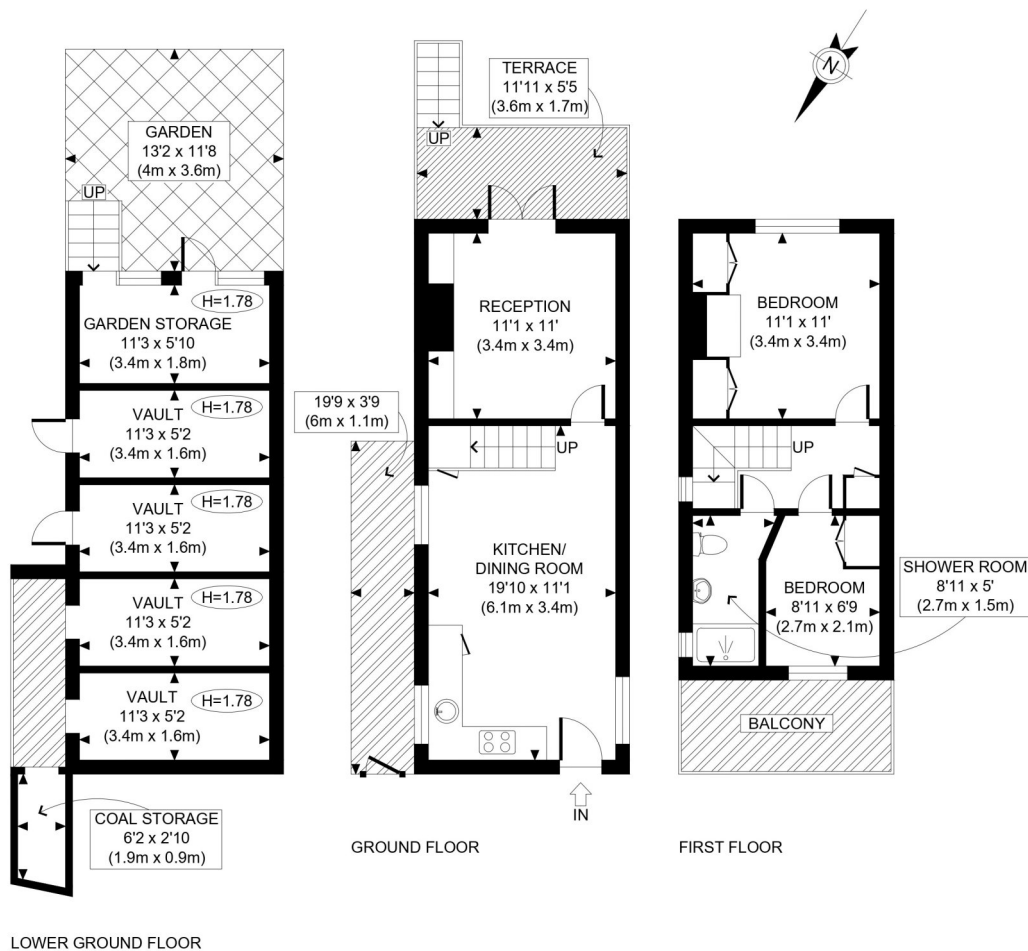 GARDEN
13'2 x 11'8
(4m x 3.6m)
UP
H=1.78
GARDEN STORAGE
11'3 x 5'10
(3.4m x 1.8m)
VAULT
H=1.78
11'3 x 5'2
(3.4m x 1.6m)
VAULT
H=1.78
11'3 x 5'2
(3.4m x 1.6m)
VAULT
H=1.78
11'3 x 5'2
(3.4m x 1.6m)
VAULT
H=1.78
11'3 x 5'2
(3.4m x 1.6m)
COAL STORAGE
6'2 x 2'10
(1.9m x 0.9m)
LOWER GROUND FLOOR
TERRACE
11'11 x 5'5
(3.6m x 1.7m)
UP
RECEPTION
11'1 x 11'
(3.4m x 3.4m)
19'9 x 3'9
(6m x 1.1m)
UP
KITCHEN/
DINING ROOM
19'10 x 11'1
(6.1m x 3.4m)
IN
GROUND FLOOR
N
BEDROOM
11'1 x 11'
(3.4m x 3.4m)
UP
BEDROOM
8'11 x 6'9
(2.7m x 2.1m)
SHOWER ROOM
8'11 x 5'
(2.7m x 1.5m)
BALCONY
FIRST FLOOR